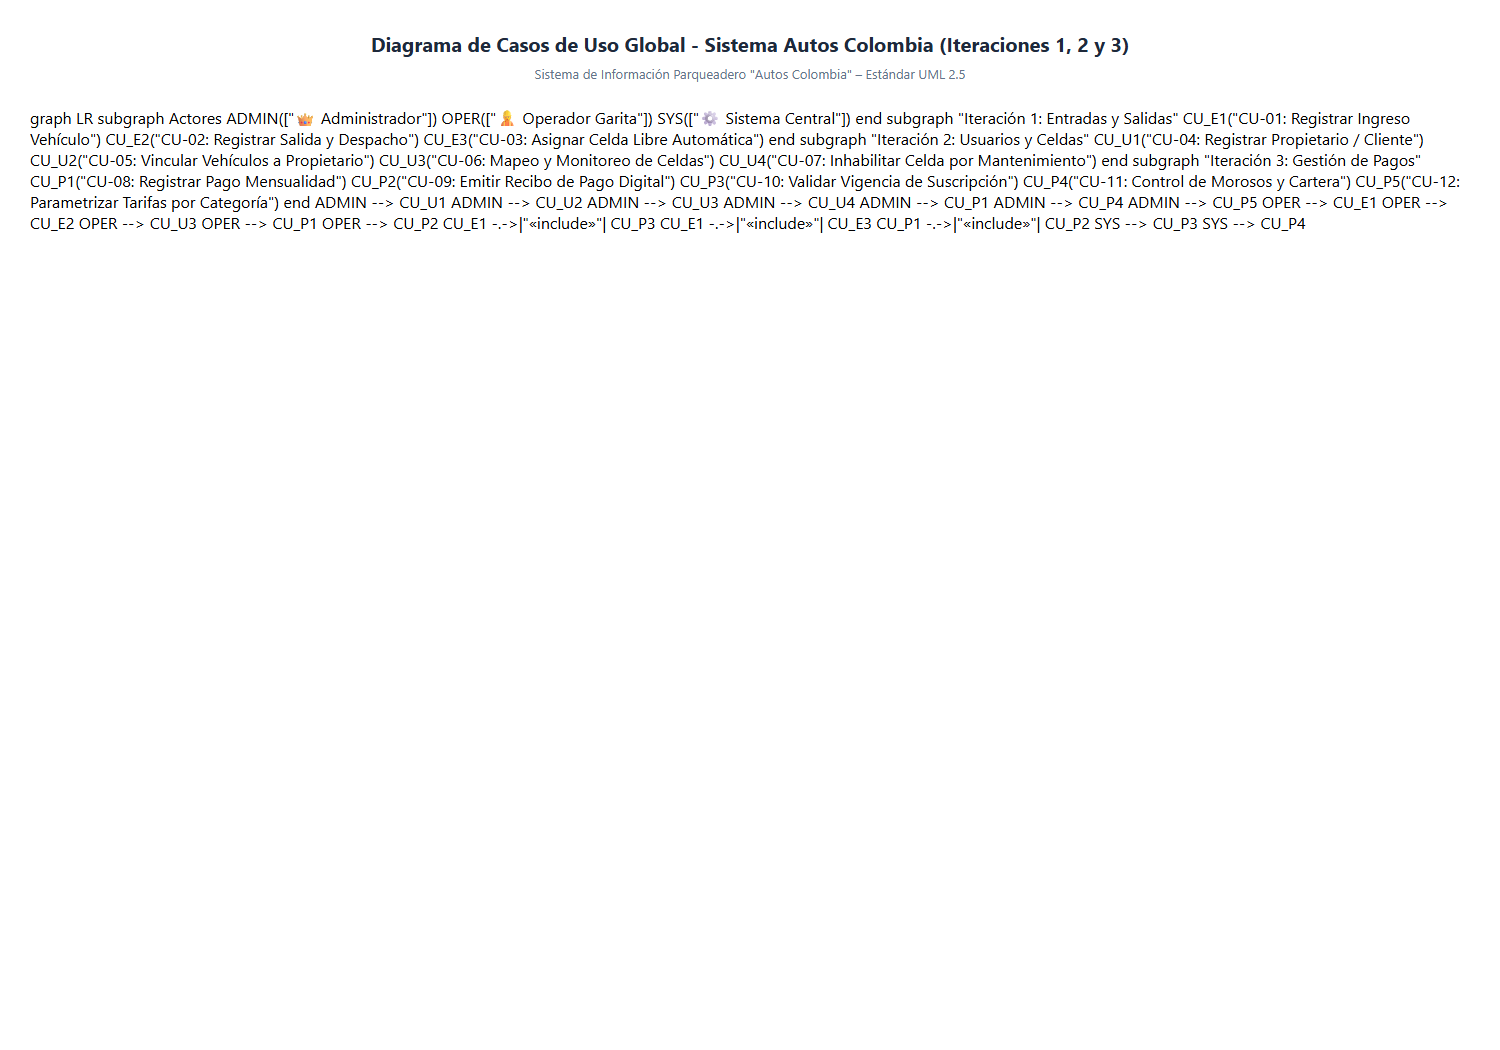 Diagrama de Casos de Uso Global - Sistema Autos Colombia (Iteraciones 1, 2 y 3)
Sistema de Información Parqueadero "Autos Colombia" – Estándar UML 2.5
graph LR subgraph Actores ADMIN(["👑 Administrador"]) OPER(["💂 Operador Garita"]) SYS(["⚙️ Sistema Central"]) end subgraph "Iteración 1: Entradas y Salidas" CU_E1("CU-01: Registrar Ingreso
Vehículo") CU_E2("CU-02: Registrar Salida y Despacho") CU_E3("CU-03: Asignar Celda Libre Automática") end subgraph "Iteración 2: Usuarios y Celdas" CU_U1("CU-04: Registrar Propietario / Cliente")
CU_U2("CU-05: Vincular Vehículos a Propietario") CU_U3("CU-06: Mapeo y Monitoreo de Celdas") CU_U4("CU-07: Inhabilitar Celda por Mantenimiento") end subgraph "Iteración 3: Gestión de Pagos"
CU_P1("CU-08: Registrar Pago Mensualidad") CU_P2("CU-09: Emitir Recibo de Pago Digital") CU_P3("CU-10: Validar Vigencia de Suscripción") CU_P4("CU-11: Control de Morosos y Cartera") CU_P5("CU-12:
Parametrizar Tarifas por Categoría") end ADMIN --> CU_U1 ADMIN --> CU_U2 ADMIN --> CU_U3 ADMIN --> CU_U4 ADMIN --> CU_P1 ADMIN --> CU_P4 ADMIN --> CU_P5 OPER --> CU_E1 OPER -->
CU_E2 OPER --> CU_U3 OPER --> CU_P1 OPER --> CU_P2 CU_E1 -.->|"«include»"| CU_P3 CU_E1 -.->|"«include»"| CU_E3 CU_P1 -.->|"«include»"| CU_P2 SYS --> CU_P3 SYS --> CU_P4